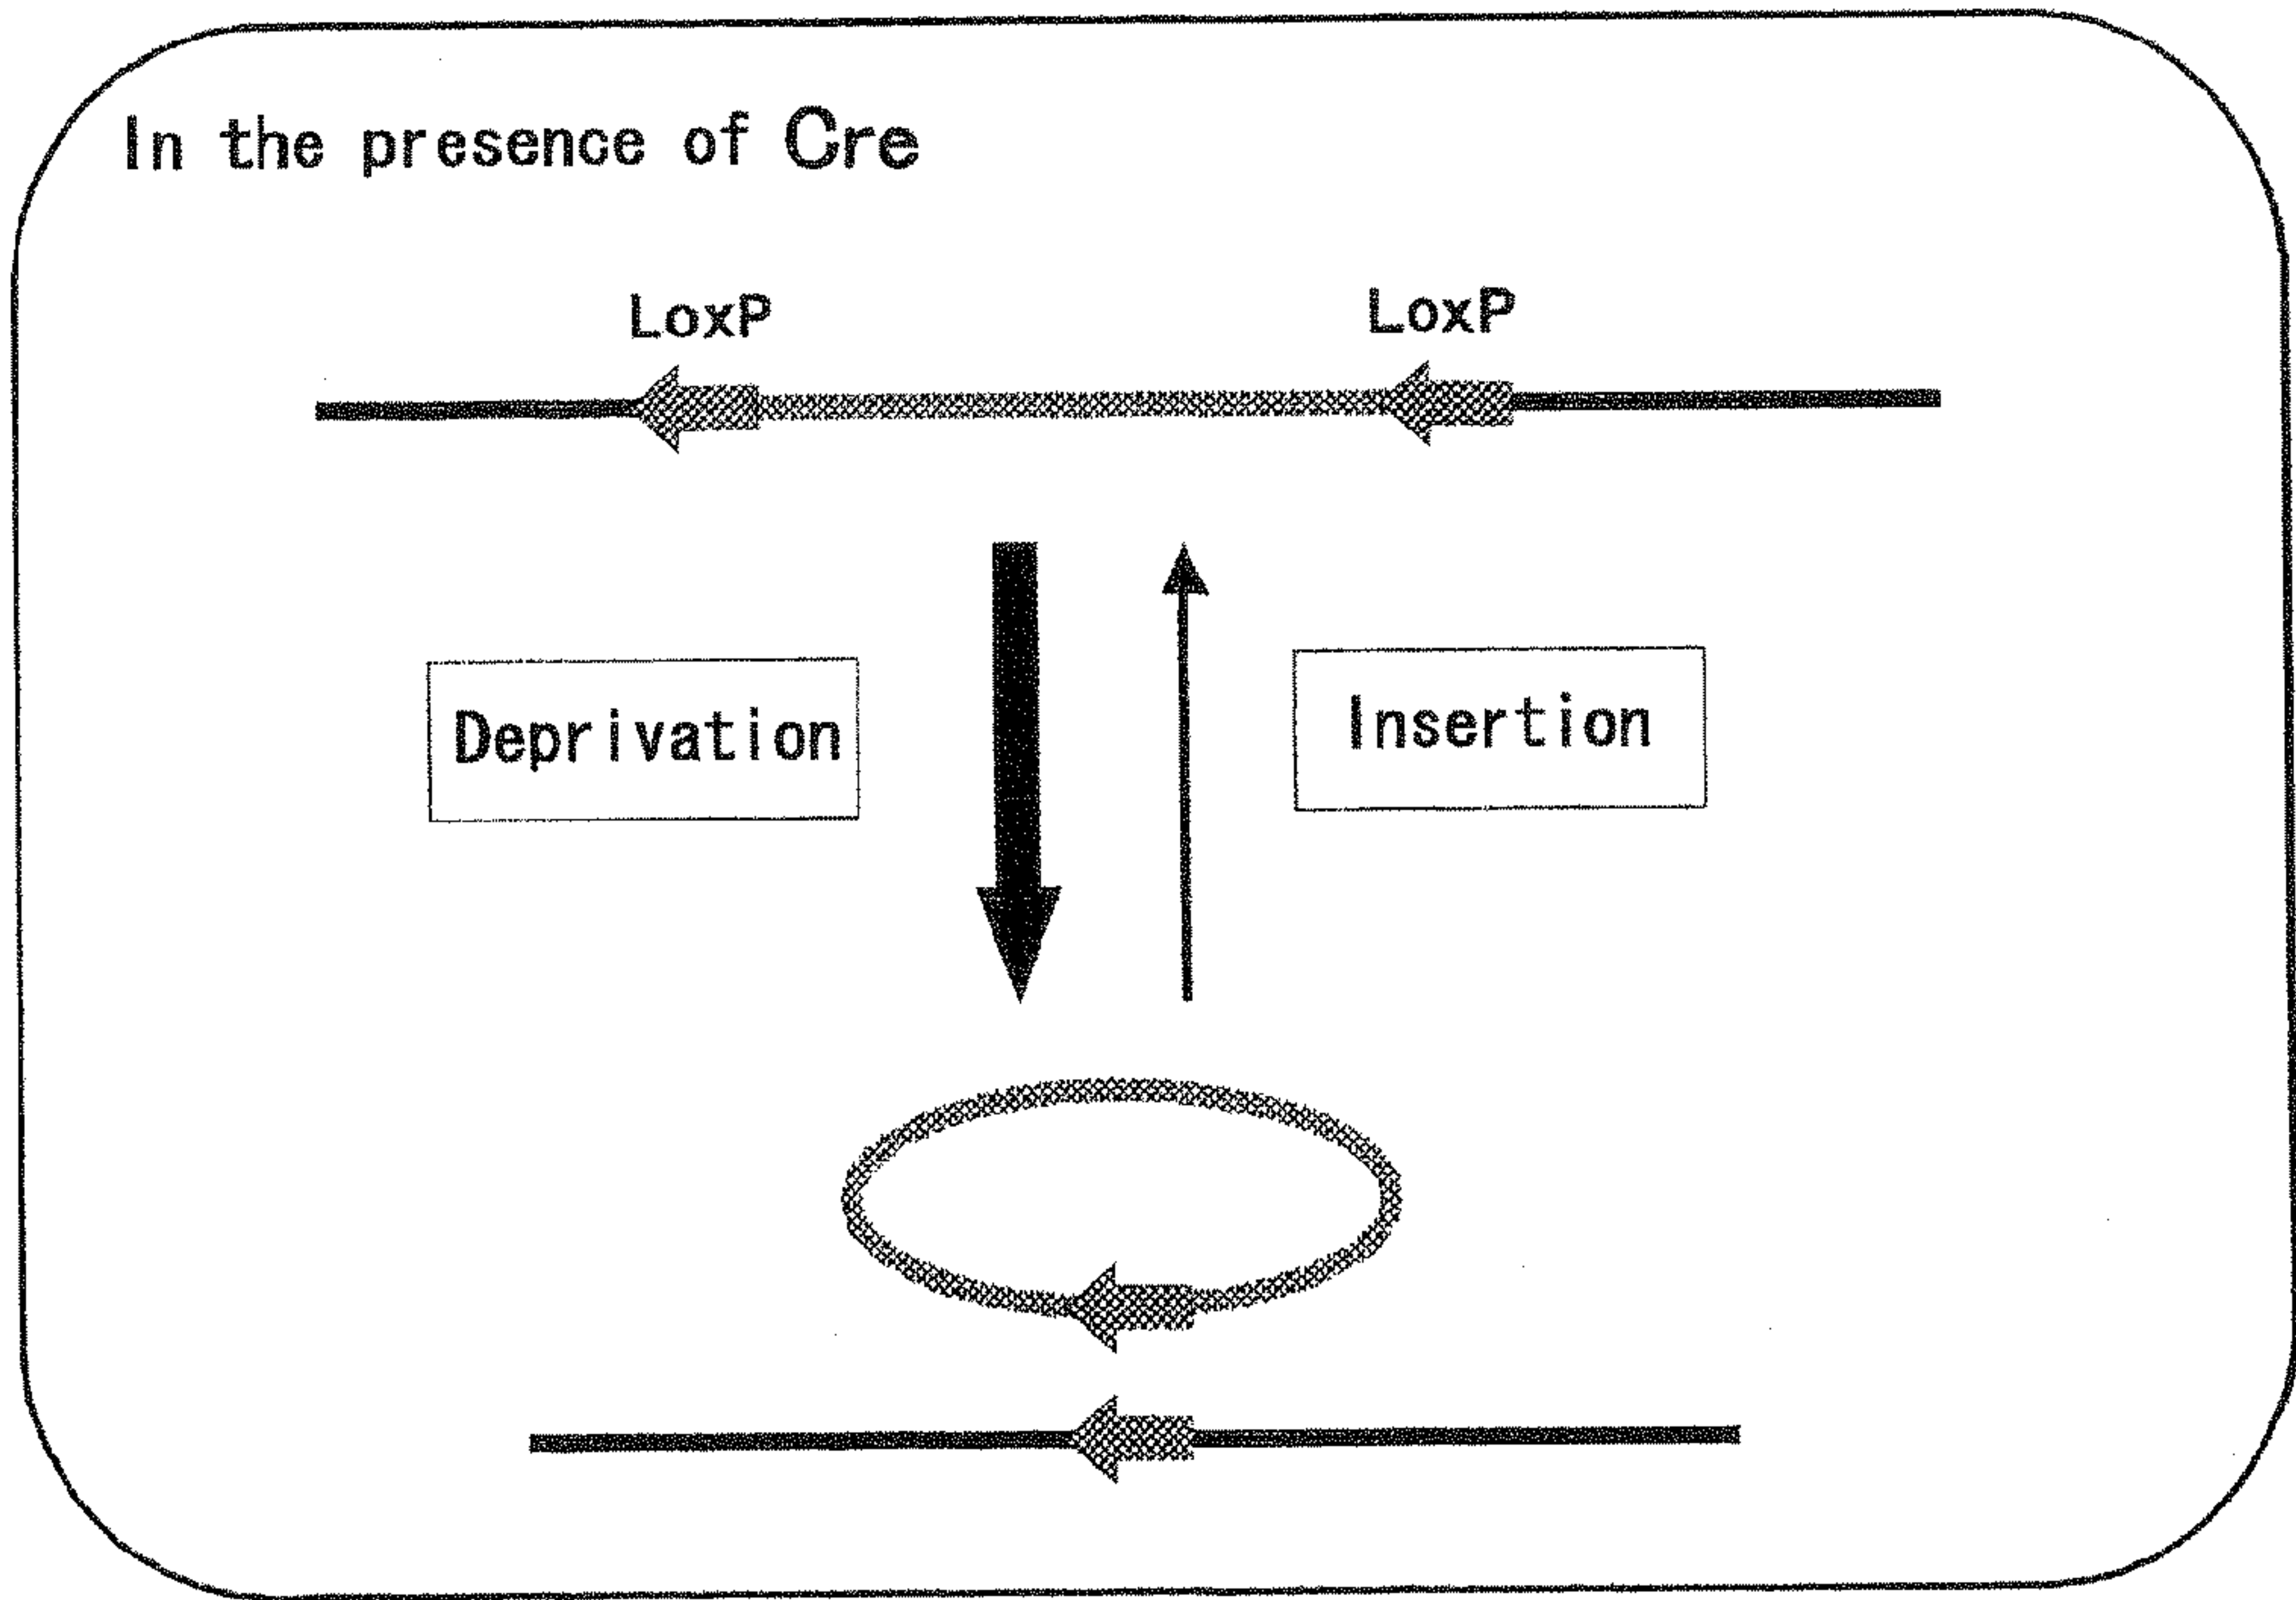 In the presence of Cre
LoxP
LoxP
Deprivation
Insertion